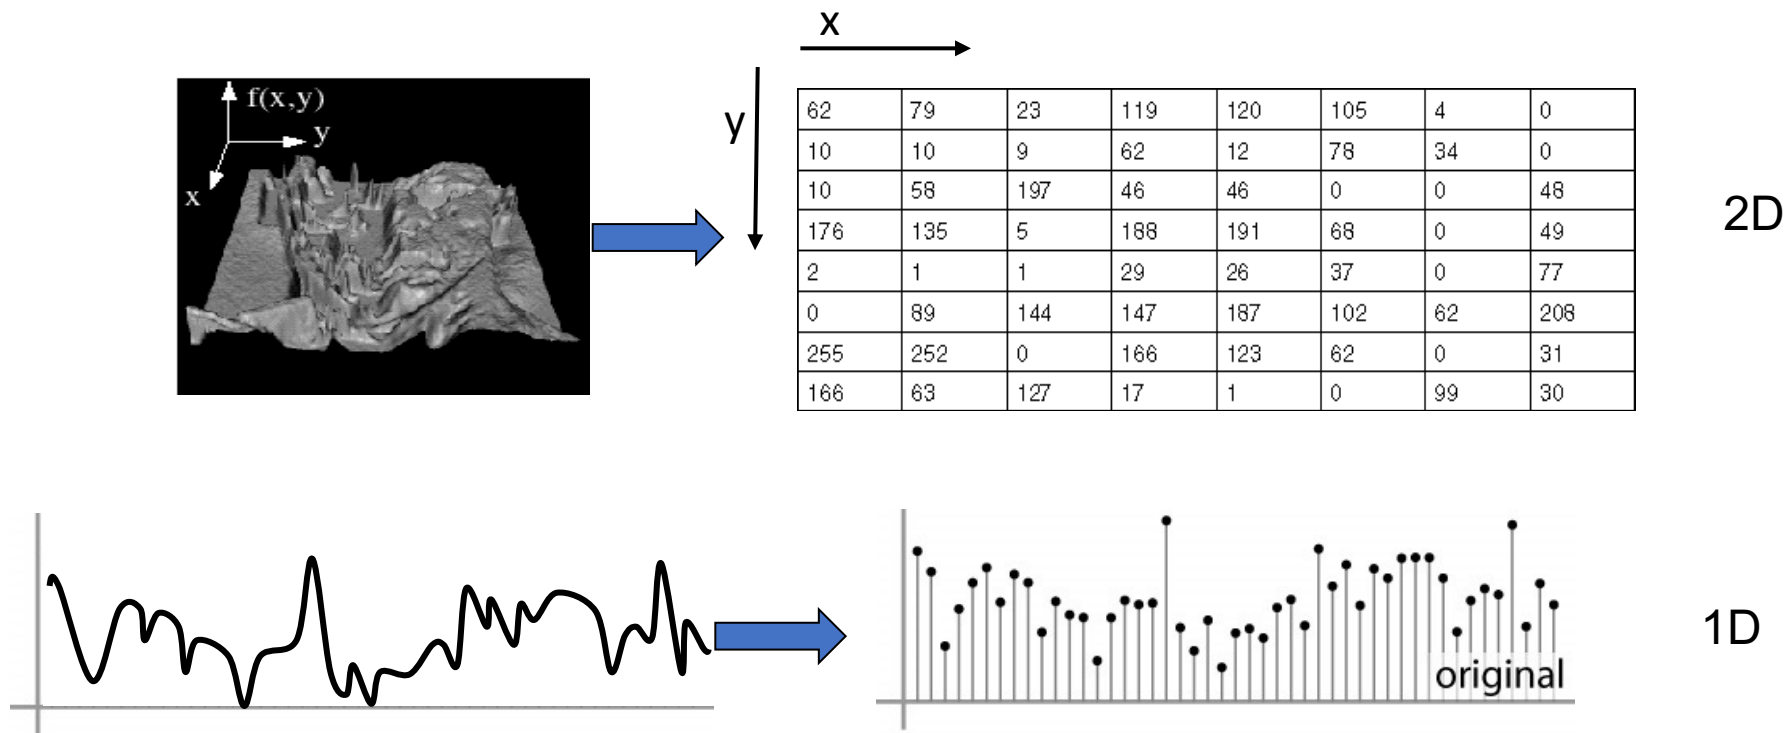 x
f(x,y)
y
x
y
62 79 23 119 120 105 4 0
10 10 9 62 12 78 34 0
10 58 197 46 46 0 0 48
176 135 5 188 191 68 0 49
2 1 1 29 26 37 0 77
0 89 144 147 187 102 62 208
255 252 0 166 123 62 0 31
166 63 127 17 1 0 99 30
2D
original
1D